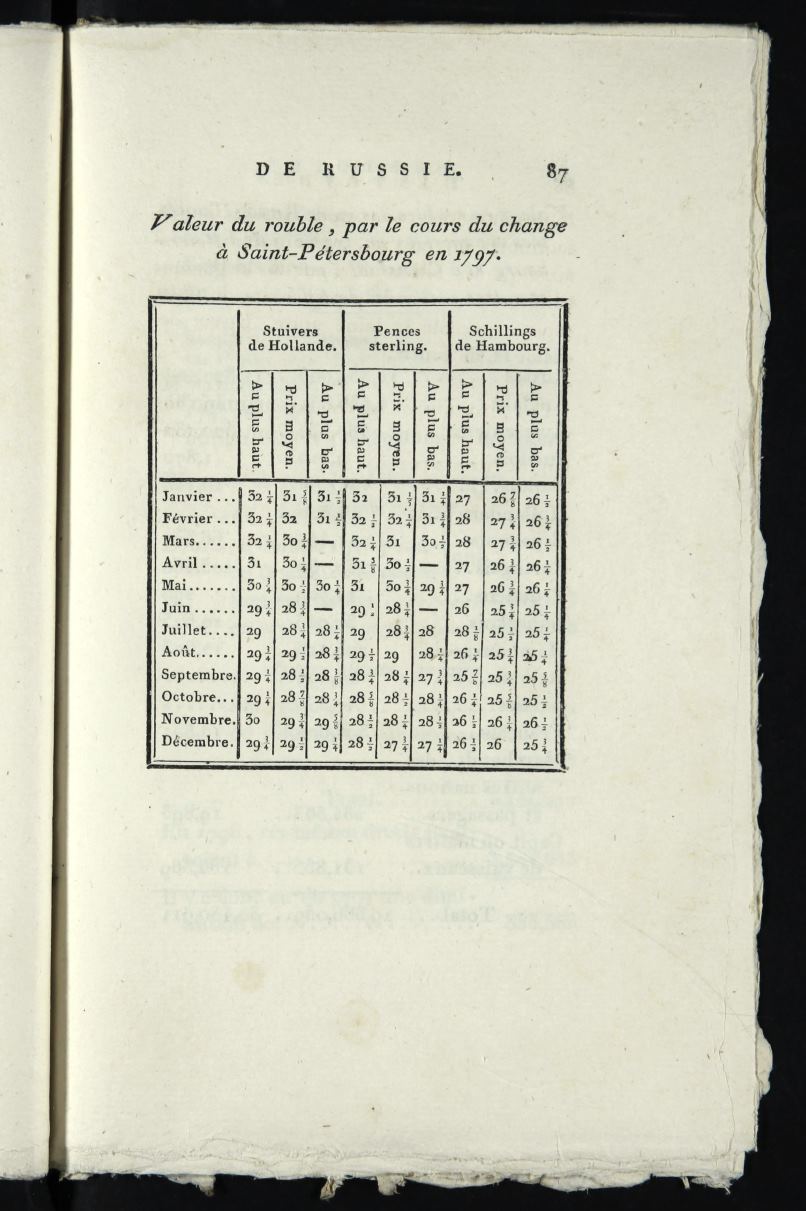 DE RUSSIE. 87
Valeur du rouble, par le cours du change
à Saint-Pétersbourg en 1797.
Stuivers de Hollande. Pences sterling. Schillings de Hambourg.
Au plus haut. Prix moyen. Au plus bas. Au plus haut. Prix moyen. Au plus bas. Au plus haut. Prix moyen. Au plus bas.
Janvier ... 32 1/4 31 5/8 31 1/2 32 31 1/2 31 1/4 27 26 7/8 26 1/2
Février ... 32 1/4 32 31 1/2 32 1/2 32 1/4 31 3/4 28 27 3/4 26 3/4
Mars...... 32 1/4 30 3/4 — 32 1/4 31 30 1/2 28 27 3/4 26 1/2
Avril ..... 31 30 1/4 — 31 5/8 30 1/2 — 27 26 3/4 26 1/4
Mai....... 30 3/4 30 1/2 30 1/4 31 30 3/4 29 3/4 27 26 3/4 26 1/4
Juin ...... 29 3/4 28 3/4 — 29 1/2 28 3/4 — 26 25 3/4 25 1/4
Juillet.... 29 28 3/4 28 1/4 29 28 3/4 28 28 1/8 25 1/2 25 1/4
Août...... 29 3/4 29 1/2 28 3/4 29 1/2 29 28 1/4 26 1/4 25 3/4 25 1/4
Septembre. 29 1/4 28 1/2 28 3/8 28 3/4 28 1/4 27 3/4 25 7/8 25 3/4 25 5/8
Octobre... 29 1/4 28 7/8 28 3/4 28 5/8 28 1/2 28 1/4 26 1/4 25 5/8 25 1/2
Novembre. 30 29 3/4 29 5/8 28 1/2 28 1/4 28 1/2 26 1/2 26 1/4 26 1/2
Décembre. 29 3/4 29 1/2 29 1/4 28 1/2 27 3/4 27 1/4 26 1/2 26 25 3/4